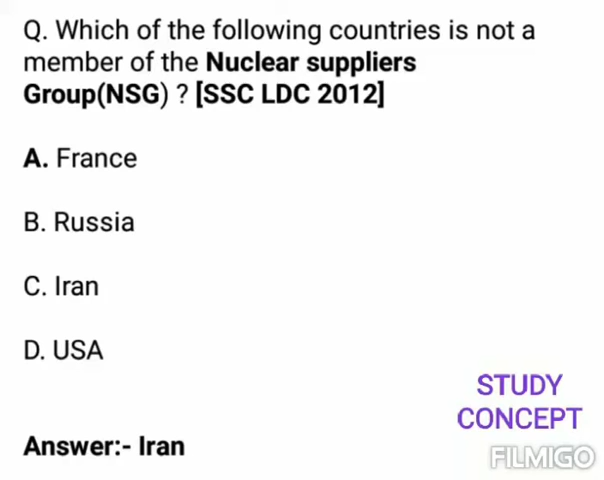 Q. Which of the following countries is not a
member of the Nuclear suppliers
Group(NSG) ? [SSC LDC 2012]
A. France
B. Russia
C. Iran
D. USA
STUDY
CONCEPT
Answer:- Iran
FILMIGO